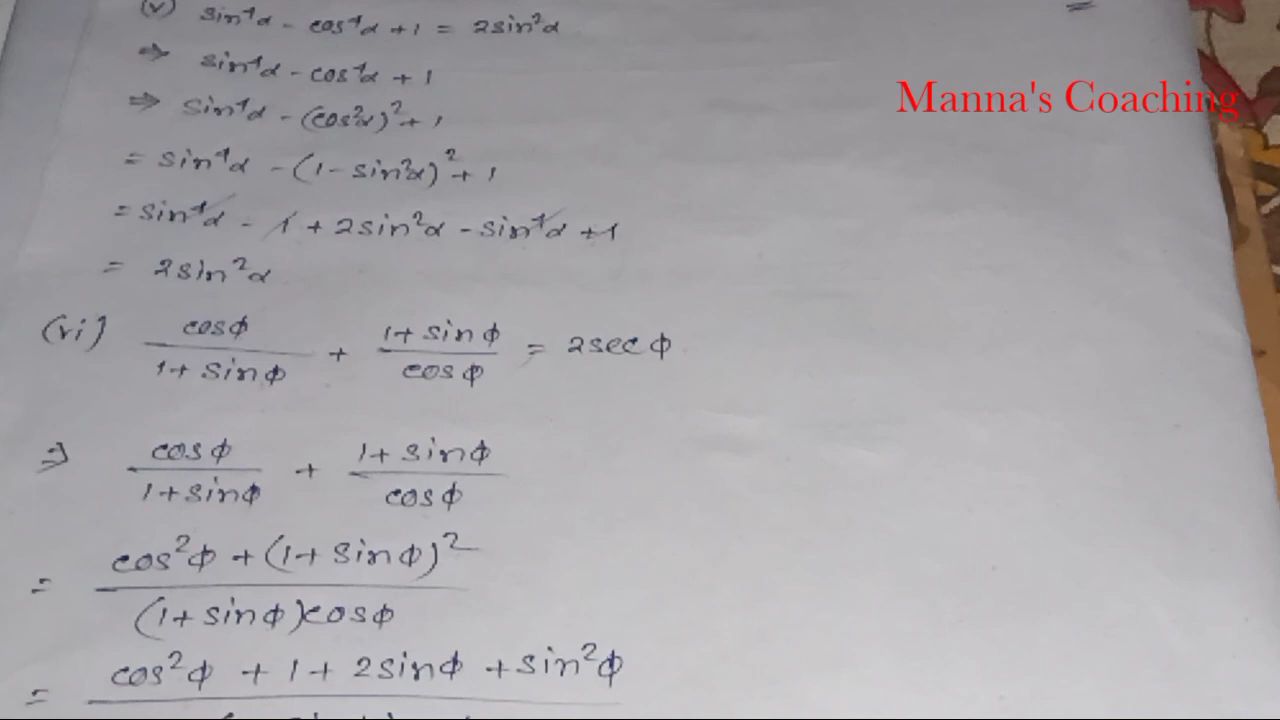 (v) sin⁴α - cos⁴α + 1 = 2sin²α
⇒ sin⁴α - cos⁴α + 1
Manna's Coaching
⇒ sin⁴α - (cos²α)² + 1
= sin⁴α - (1 - sin²α)² + 1
= sin⁴α - 1 + 2sin²α - sin⁴α + 1
= 2sin²α
(vi) cosϕ/(1 + sinϕ) + (1 + sinϕ)/cosϕ = 2secϕ
⇒ cosϕ/(1 + sinϕ) + (1 + sinϕ)/cosϕ
= (cos²ϕ + (1 + sinϕ)²)/((1 + sinϕ)cosϕ)
= cos²ϕ + 1 + 2sinϕ + sin²ϕ